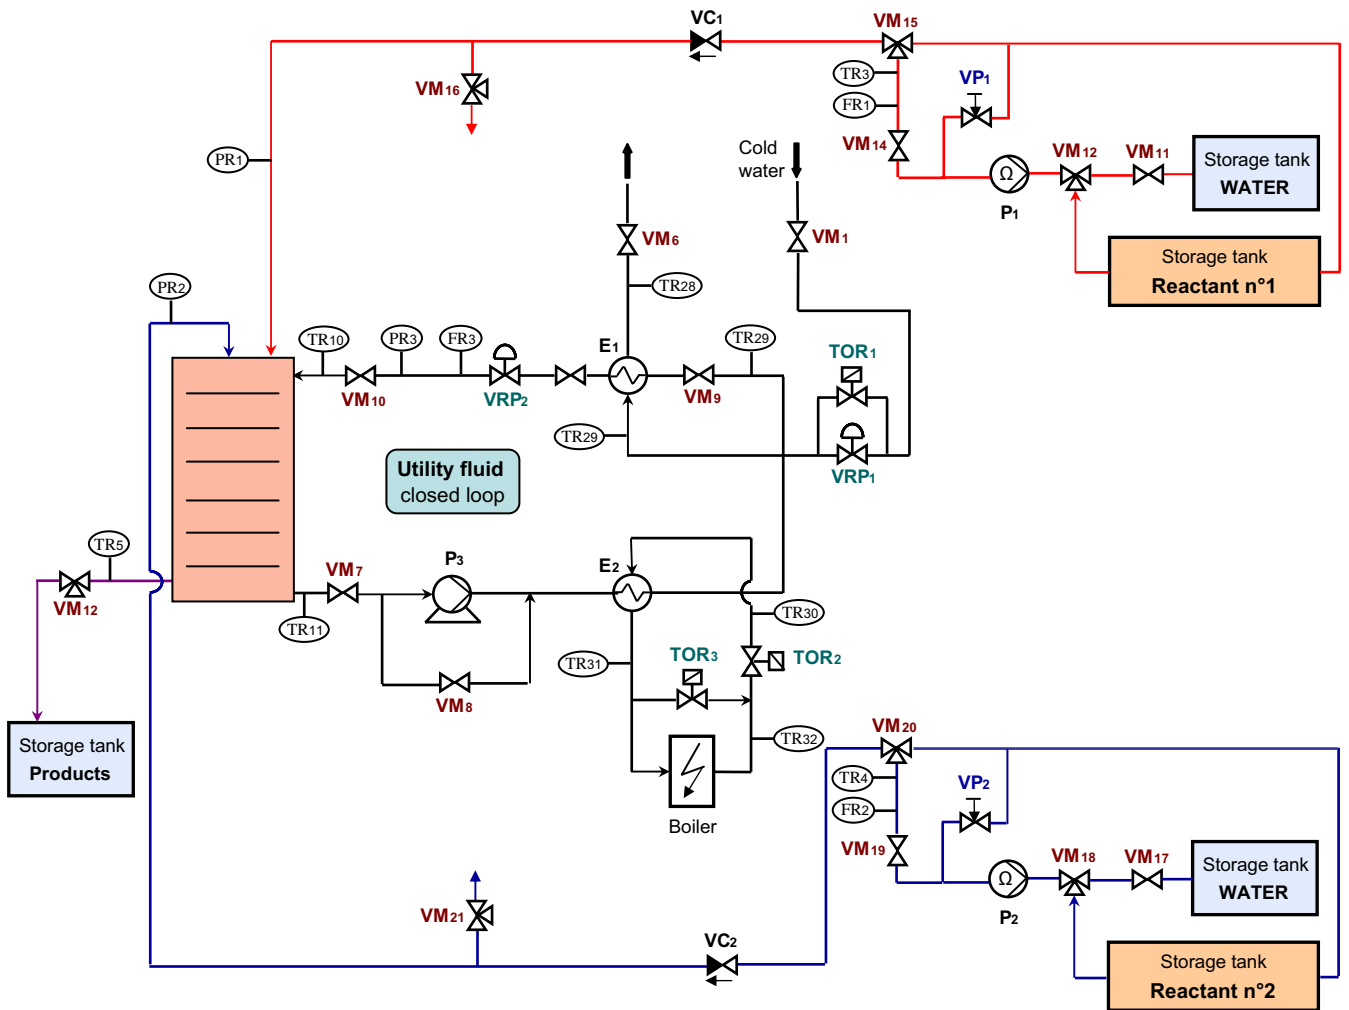 VC1
VM15
VM16
TR3
VP1
FR1
VM14
PR1
Cold
water
VM12
VM11
Storage tank
WATER
Ω
P1
VM6
VM1
Storage tank
Reactant n°1
TR28
PR2
TR10
PR3
FR3
E1
TR29
TOR1
VM10
VRP2
VM9
TR29
Utility fluid
closed loop
VRP1
TR5
VM12
VM7
P3
E2
TR11
TR30
TR31
TOR3
TOR2
VM8
Storage tank
Products
TR32
Boiler
VM20
TR4
VP2
FR2
VM19
VM18
VM17
Storage tank
WATER
Ω
P2
VM21
VC2
Storage tank
Reactant n°2